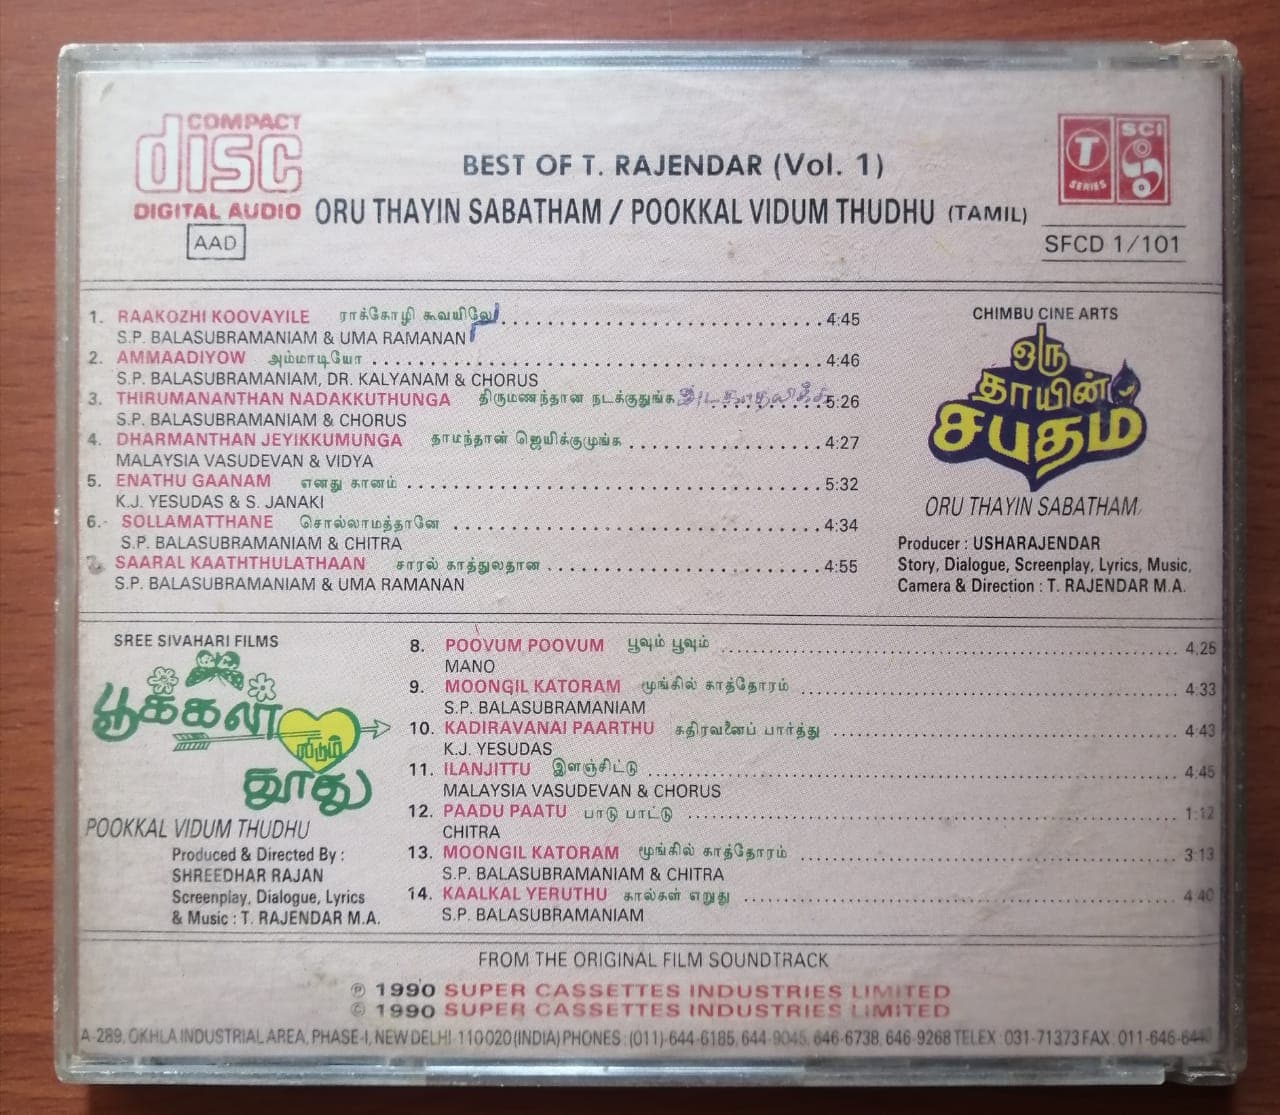 COMPACT
disc
DIGITAL AUDIO
AAD
BEST OF T. RAJENDAR (Vol. 1)
ORU THAYIN SABATHAM / POOKKAL VIDUM THUDHU (TAMIL)
T
SERIES
SCI
SFCD 1/101
1. RAAKOZHI KOOVAYILE ராக்கோழி கூவயிலே 4:45
S.P. BALASUBRAMANIAM & UMA RAMANAN
2. AMMAADIYOW அம்மாடியோ 4:46
S.P. BALASUBRAMANIAM, DR. KALYANAM & CHORUS
3. THIRUMANANTHAN NADAKKUTHUNGA திருமணந்தான நடக்குதுங்க 5:26
S.P. BALASUBRAMANIAM & CHORUS
4. DHARMANTHAN JEYIKKUMUNGA தாமந்தான் ஜெயிக்குமுங்க 4:27
MALAYSIA VASUDEVAN & VIDYA
5. ENATHU GAANAM எனது கானம் 5:32
K.J. YESUDAS & S. JANAKI
6. SOLLAMATTHANE சொல்லாமத்தானே 4:34
S.P. BALASUBRAMANIAM & CHITRA
SAARAL KAATHTHULATHAAN சாரல் காத்துலதான 4:55
S.P. BALASUBRAMANIAM & UMA RAMANAN
CHIMBU CINE ARTS
ஒரு
தாயின்
சபதம்
ORU THAYIN SABATHAM
Producer : USHARAJENDAR
Story, Dialogue, Screenplay, Lyrics, Music,
Camera & Direction : T. RAJENDAR M.A.
SREE SIVAHARI FILMS
பூக்கள்
விடும்
தூது
POOKKAL VIDUM THUDHU
Produced & Directed By :
SHREEDHAR RAJAN
Screenplay, Dialogue, Lyrics
& Music : T. RAJENDAR M.A.
8. POOVUM POOVUM பூவும் பூவும் 4:25
MANO
9. MOONGIL KATORAM மூங்கில் காத்தோரம் 4:33
S.P. BALASUBRAMANIAM
10. KADIRAVANAI PAARTHU கதிரவனைப் பார்த்து 4:43
K.J. YESUDAS
11. ILANJITTU இளஞ்சிட்டு 4:45
MALAYSIA VASUDEVAN & CHORUS
12. PAADU PAATU பாடு பாட்டு 1:12
CHITRA
13. MOONGIL KATORAM மூங்கில் காத்தோரம் 3:13
S.P. BALASUBRAMANIAM & CHITRA
14. KAALKAL YERUTHU கால்கள் எறுது 4:40
S.P. BALASUBRAMANIAM
FROM THE ORIGINAL FILM SOUNDTRACK
℗ 1990 SUPER CASSETTES INDUSTRIES LIMITED
© 1990 SUPER CASSETTES INDUSTRIES LIMITED
A-289, OKHLA INDUSTRIAL AREA, PHASE-I, NEW DELHI-110020 (INDIA) PHONES : (011)-644-6185, 644-9045, 646-6738, 646-9268 TELEX : 031-71373 FAX : 011-646-